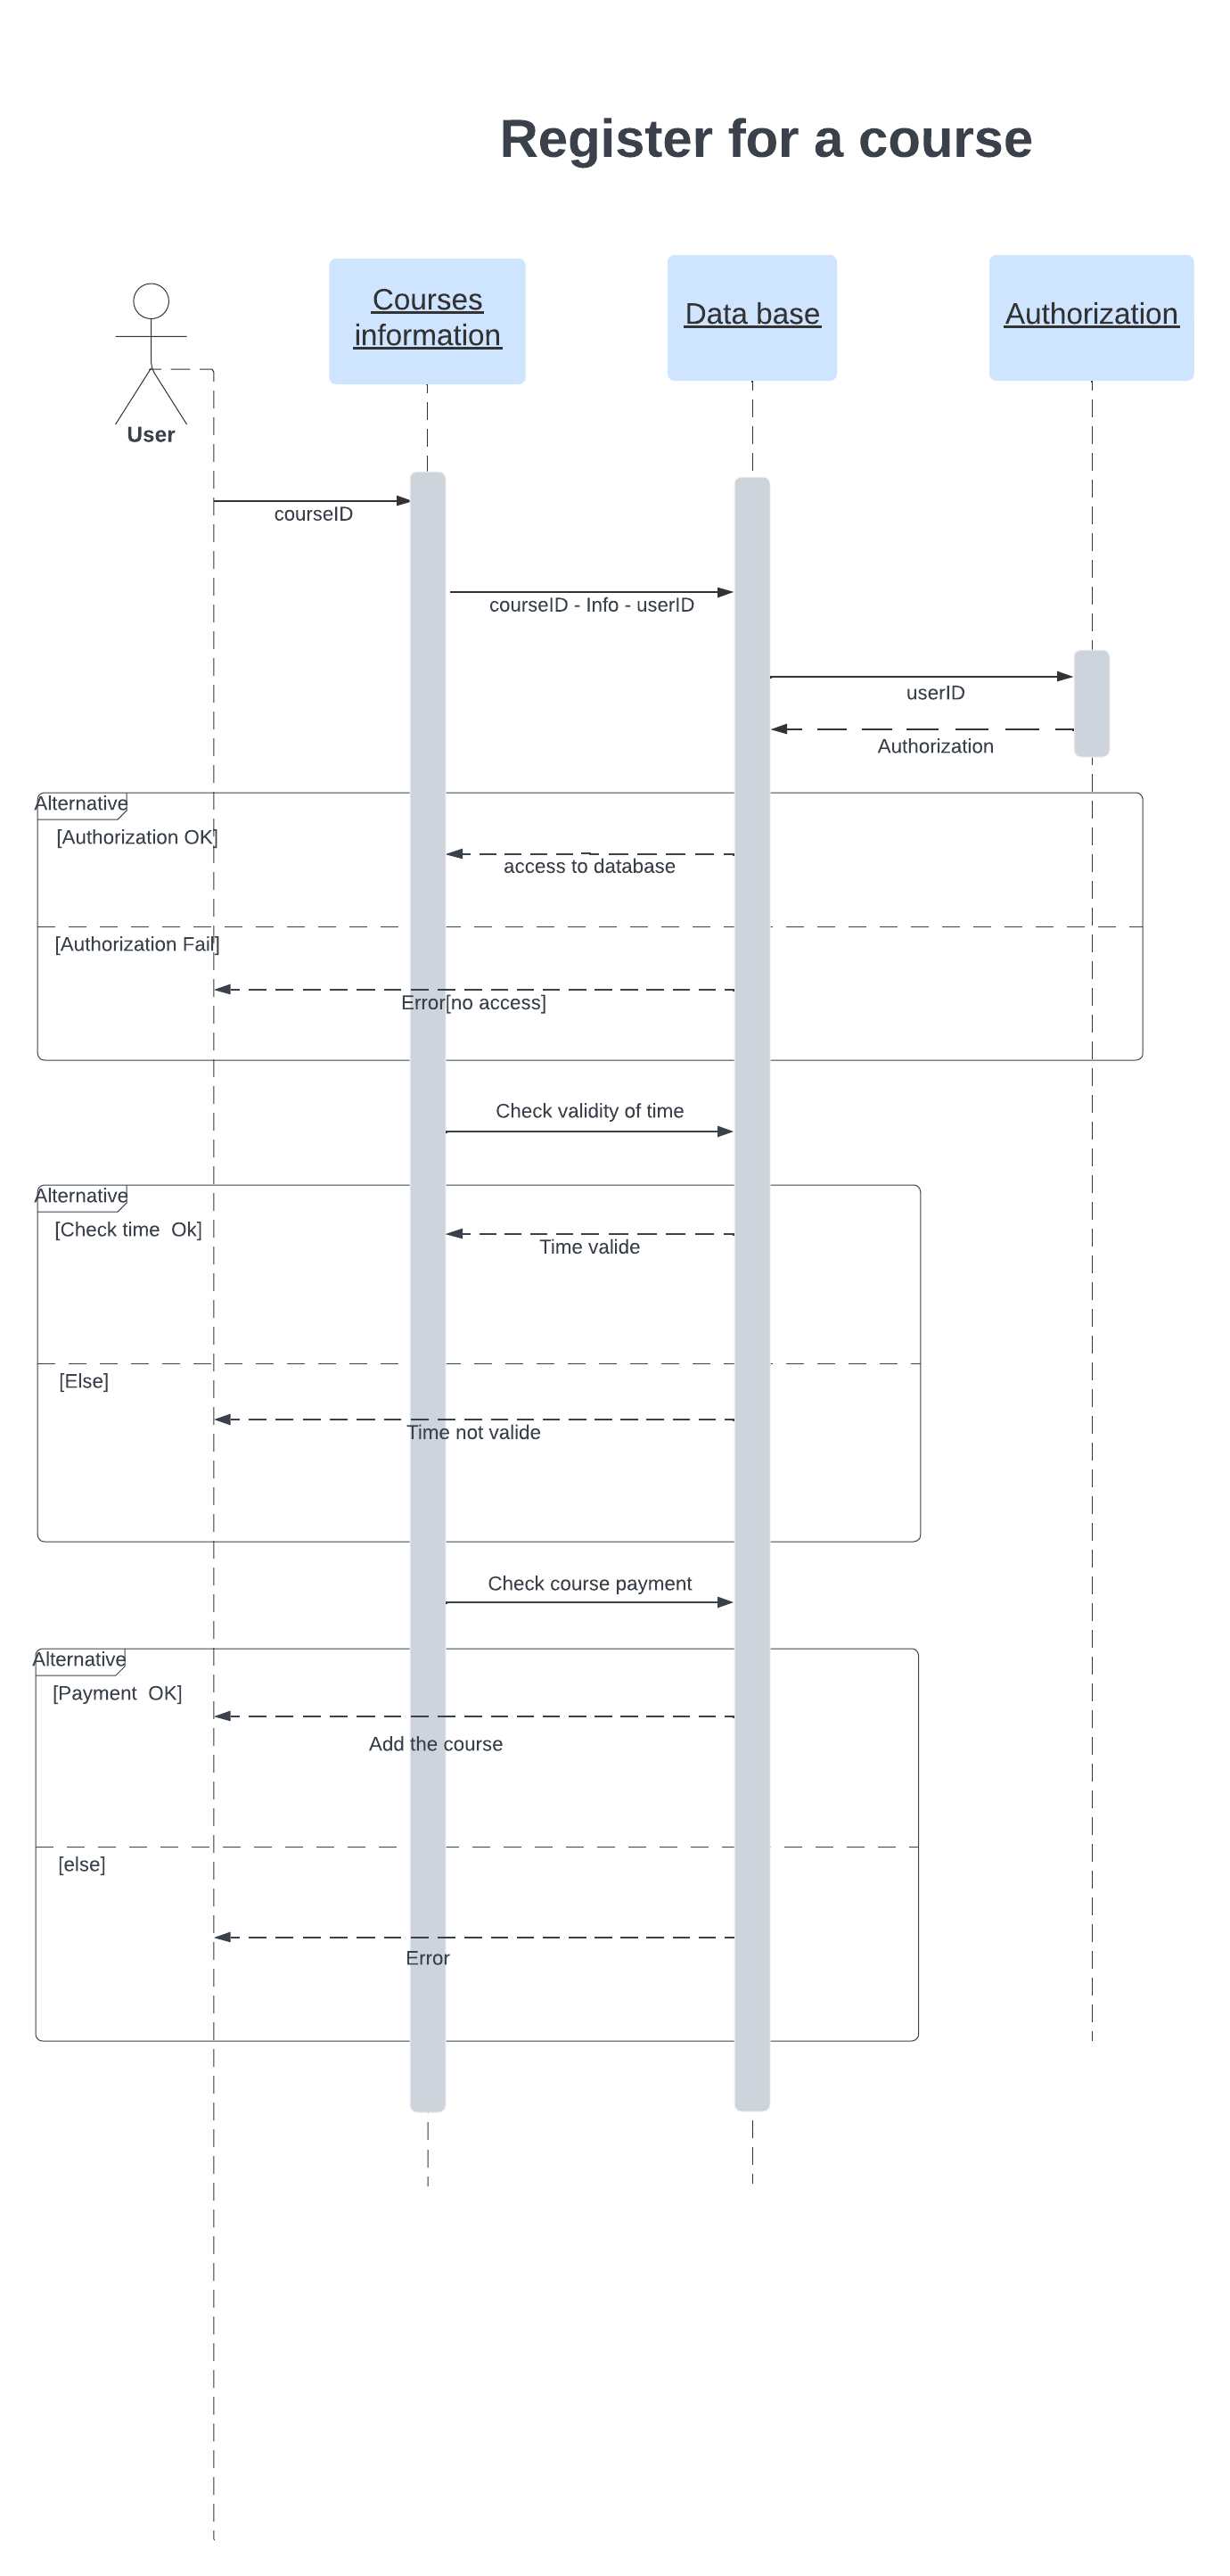 Register for a course
Courses
information
Data base
Authorization
User
courseID
courseID - Info - userID
userID
Authorization
Alternative
[Authorization OK]
access to database
[Authorization Fail]
Error[no access]
Check validity of time
Alternative
[Check time  Ok]
Time valide
[Else]
Time not valide
Check course payment
Alternative
[Payment  OK]
Add the course
[else]
Error